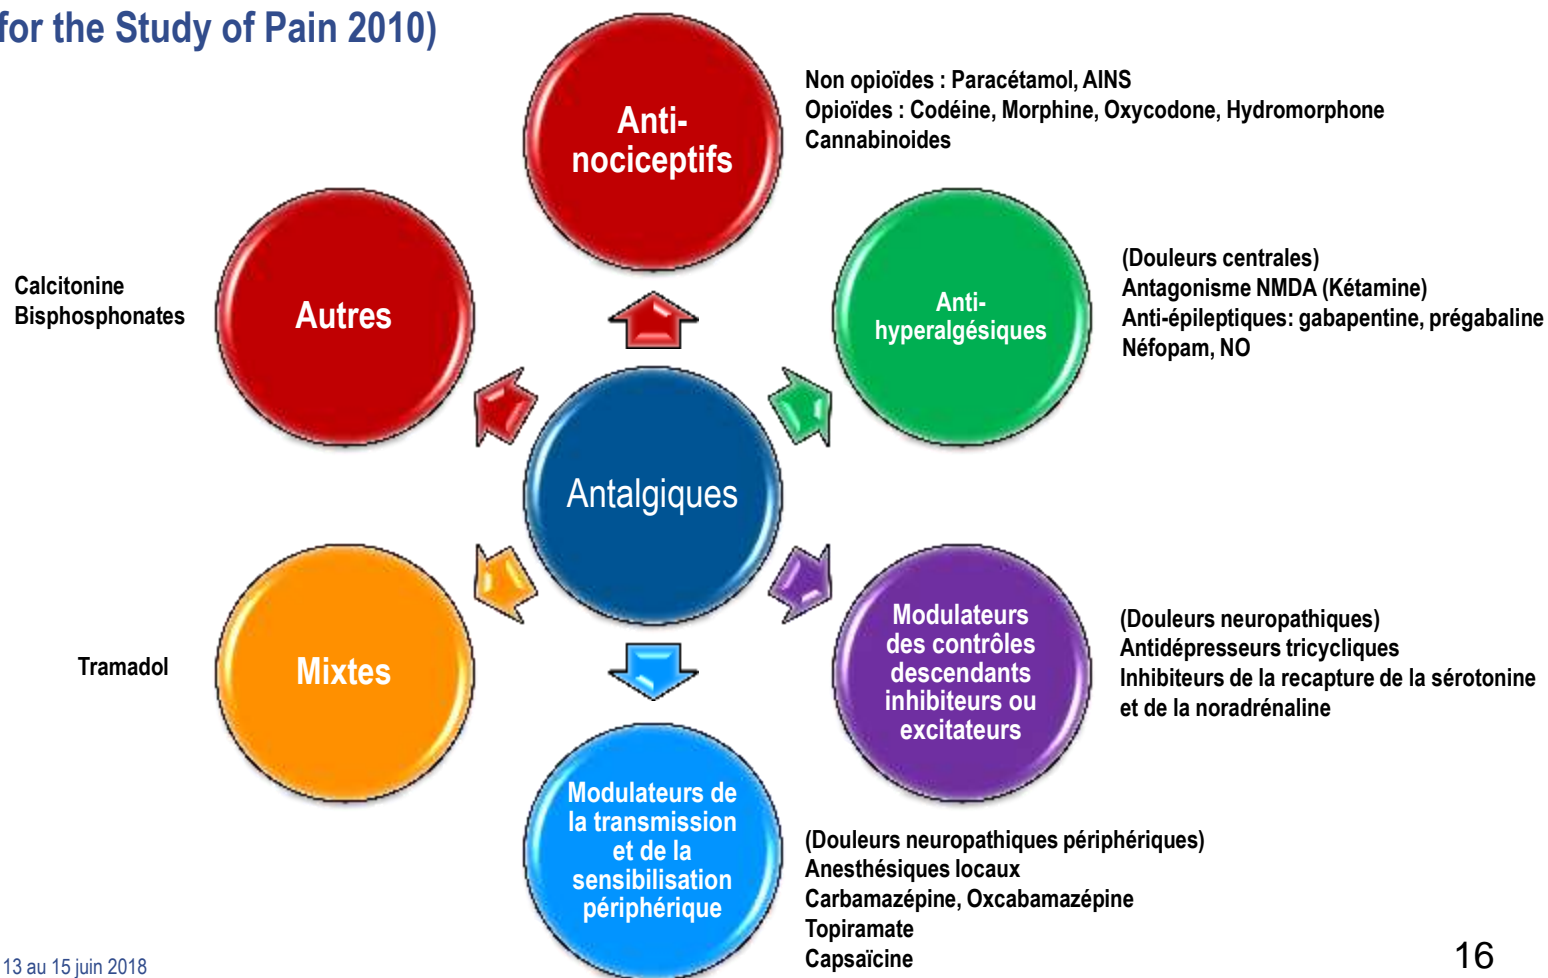 for the Study of Pain 2010)
Anti-
nociceptifs
Non opioïdes : Paracétamol, AINS
Opioïdes : Codéine, Morphine, Oxycodone, Hydromorphone
Cannabinoides
Anti-
hyperalgésiques
(Douleurs centrales)
Antagonisme NMDA (Kétamine)
Anti-épileptiques: gabapentine, prégabaline
Néfopam, NO
Calcitonine
Bisphosphonates
Autres
Antalgiques
Modulateurs
des contrôles
descendants
inhibiteurs ou
excitateurs
(Douleurs neuropathiques)
Antidépresseurs tricycliques
Inhibiteurs de la recapture de la sérotonine
et de la noradrénaline
Tramadol
Mixtes
Modulateurs de
la transmission
et de la
sensibilisation
périphérique
(Douleurs neuropathiques périphériques)
Anesthésiques locaux
Carbamazépine, Oxcabamazépine
Topiramate
Capsaïcine
13 au 15 juin 2018
16